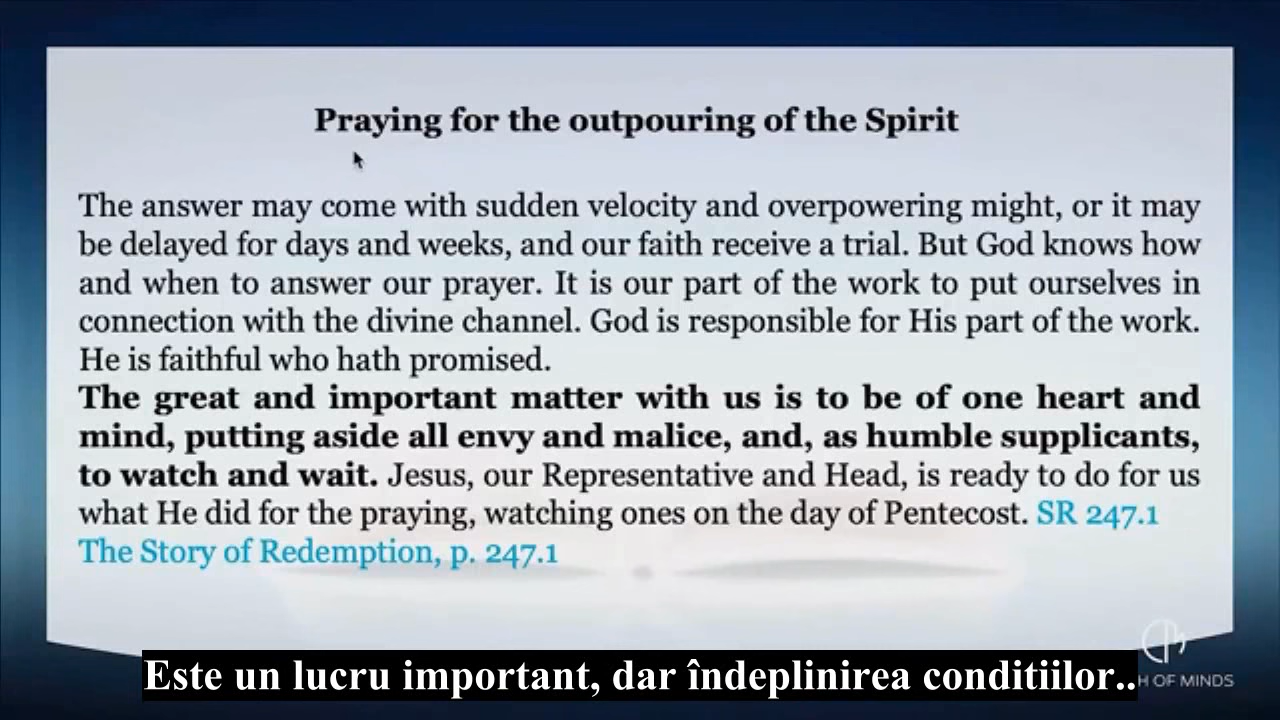 Praying for the outpouring of the Spirit
The answer may come with sudden velocity and overpowering might, or it may
be delayed for days and weeks, and our faith receive a trial. But God knows how
and when to answer our prayer. It is our part of the work to put ourselves in
connection with the divine channel. God is responsible for His part of the work.
He is faithful who hath promised.
The great and important matter with us is to be of one heart and
mind, putting aside all envy and malice, and, as humble supplicants,
to watch and wait. Jesus, our Representative and Head, is ready to do for us
what He did for the praying, watching ones on the day of Pentecost. SR 247.1
The Story of Redemption, p. 247.1
Este un lucru important, dar îndeplinirea conditiilor..
H OF MINDS